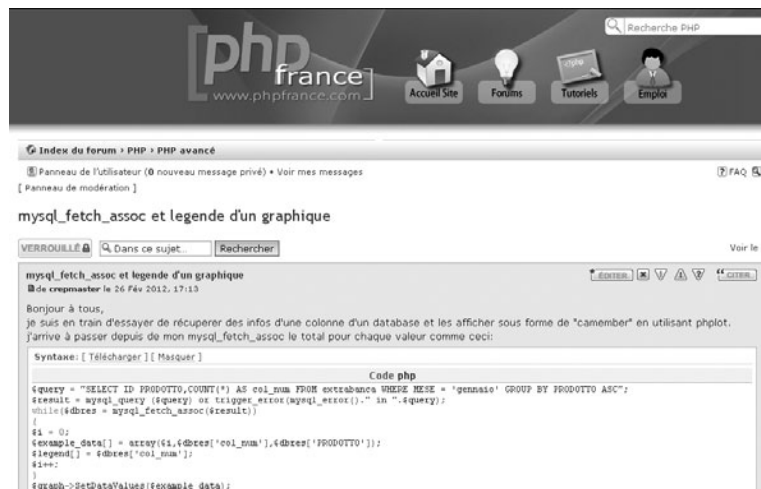 Recherche PHP
[php
france]
www.phpfrance.com
<?php
Accueil Site Forums Tutoriels Emploi
Index du forum › PHP › PHP avancé
Panneau de l'utilisateur (0 nouveau message privé) • Voir mes messages
FAQ
[ Panneau de modération ]
mysql_fetch_assoc et legende d'un graphique
VERROUILLÉ Dans ce sujet... Rechercher Voir le
mysql_fetch_assoc et legende d'un graphique EDITER CITER
de crepmaster le 26 Fév 2012, 17:13
Bonjour à tous,
je suis en train d'essayer de récuperer des infos d'une colonne d'un database et les afficher sous forme de "camember" en utilisant phplot.
j'arrive à passer depuis de mon mysql_fetch_assoc le total pour chaque valeur comme ceci:
Syntaxe: [ Télécharger ] [ Masquer ]
Code php
$query = "SELECT ID PRODOTTO,COUNT(*) AS col_num FROM extrabanca WHERE MESE = 'gennaio' GROUP BY PRODOTTO ASC";
$result = mysql_query ($query) or trigger_error(mysql_error()." in ".$query);
while($dbres = mysql_fetch_assoc($result))
{
$i = 0;
$example_data[] = array($i,$dbres['col_num'],$dbres['PRODOTTO']);
$legend[] = $dbres['col_num'];
$i++;
}
$graph->SetDataValues($example_data);